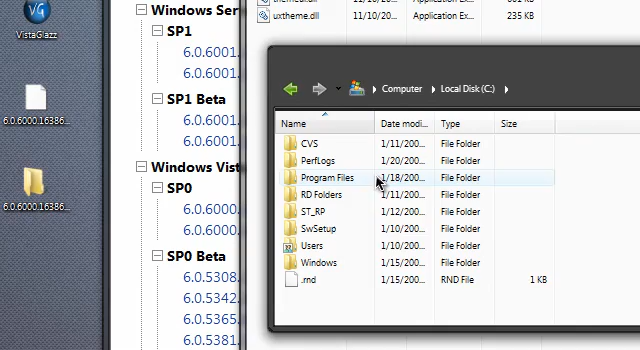 VistaGlazz
6.0.6000.16386...
6.0.6000.16386...
Windows Ser
SP1
6.0.6001.
6.0.6001.
SP1 Beta
6.0.6001.
6.0.6001.
Windows Vist
SP0
6.0.6000.
6.0.6000.
SP0 Beta
6.0.5308.
6.0.5342.
6.0.5365.
6.0.5381.
uxtheme.dll 11/10/200... Application Ex... 235 KB
Computer Local Disk (C:)
Name Date modi... Type Size
CVS 1/11/200... File Folder
PerfLogs 1/20/200... File Folder
Program Files 1/18/200... File Folder
RD Folders 1/11/200... File Folder
ST_RP 1/12/200... File Folder
SwSetup 1/10/200... File Folder
Users 1/10/200... File Folder
Windows 1/15/200... File Folder
.rnd 1/15/200... RND File 1 KB